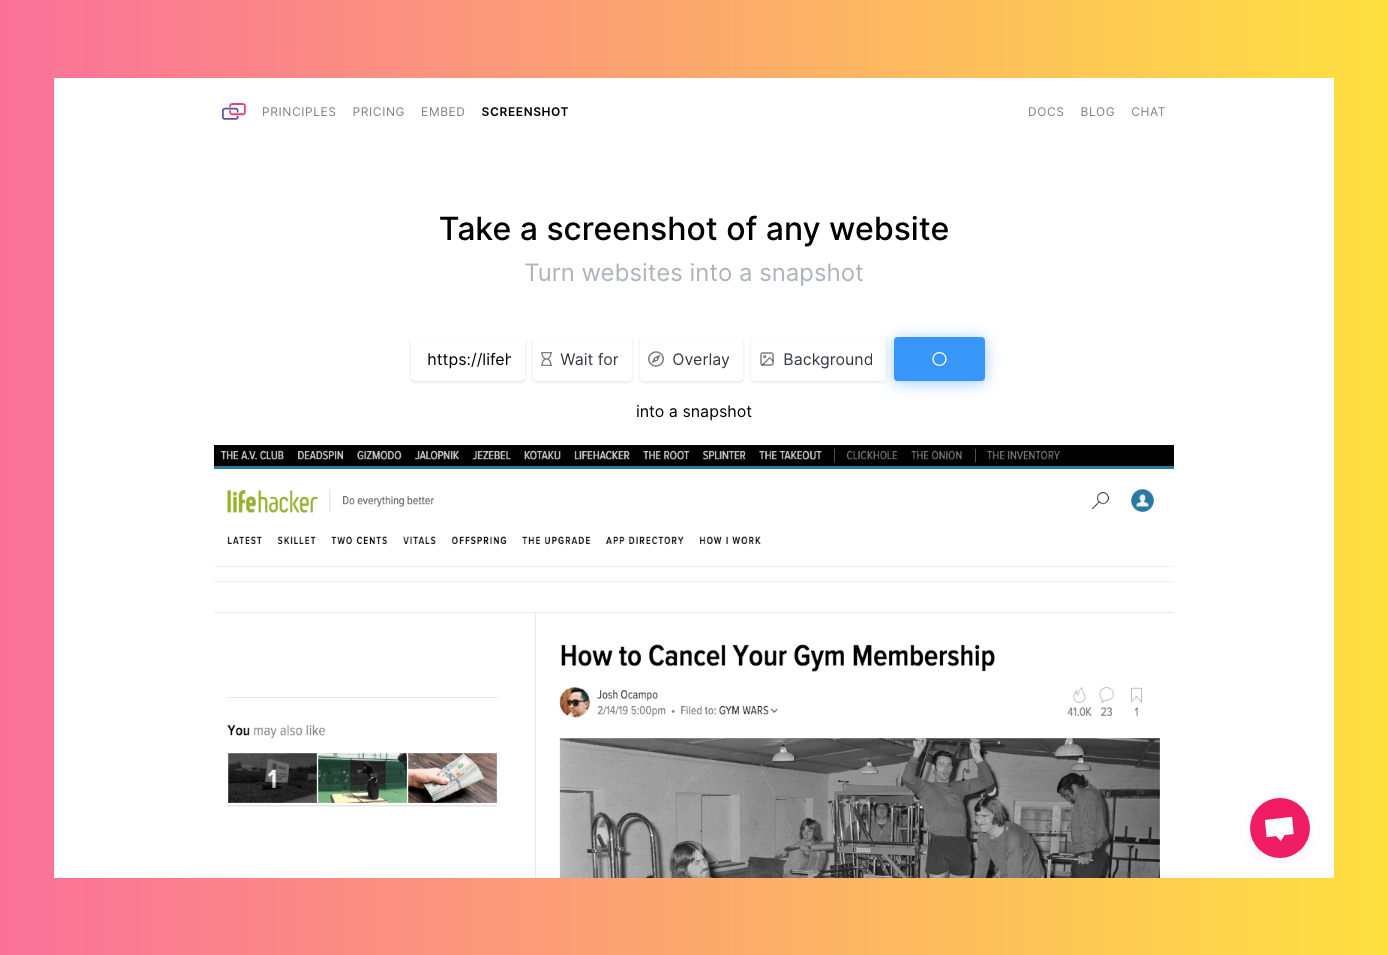 PRINCIPLES PRICING EMBED SCREENSHOT DOCS BLOG CHAT
Take a screenshot of any website
Turn websites into a snapshot
https://lifeh Wait for Overlay Background
into a snapshot
THE A.V. CLUB DEADSPIN GIZMODO JALOPNIK JEZEBEL KOTAKU LIFEHACKER THE ROOT SPLINTER THE TAKEOUT CLICKHOLE THE ONION THE INVENTORY
lifehacker Do everything better
LATEST SKILLET TWO CENTS VITALS OFFSPRING THE UPGRADE APP DIRECTORY HOW I WORK
How to Cancel Your Gym Membership
Josh Ocampo
2/14/19 5:00pm • Filed to: GYM WARS
41.0K 23 1
You may also like
1